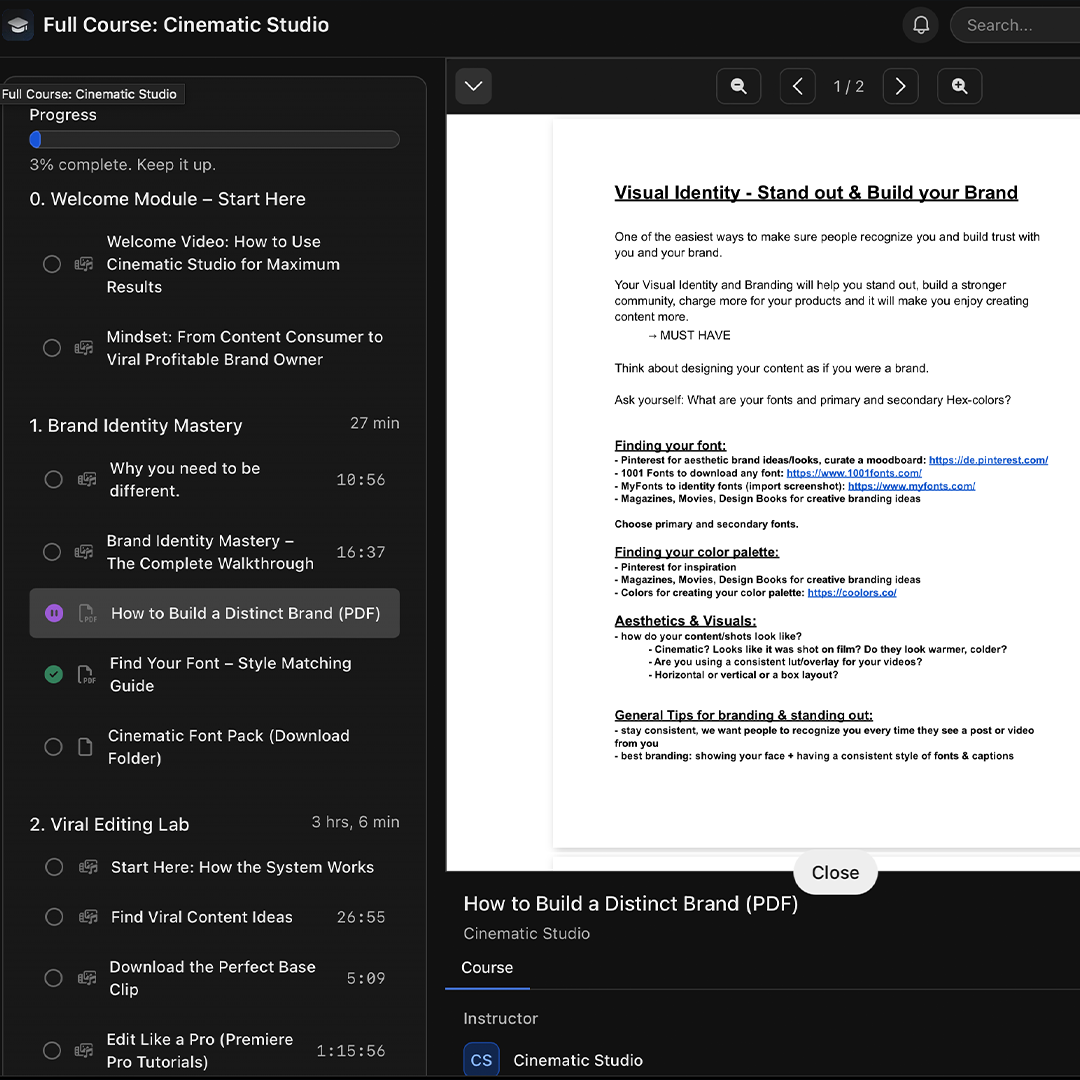 Full Course: Cinematic Studio
Search...
Full Course: Cinematic Studio
Progress
3% complete. Keep it up.
0. Welcome Module – Start Here
Welcome Video: How to Use
Cinematic Studio for Maximum
Results
Mindset: From Content Consumer to
Viral Profitable Brand Owner
1. Brand Identity Mastery
27 min
Why you need to be
different.
10:56
Brand Identity Mastery –
The Complete Walkthrough
16:37
PDF
How to Build a Distinct Brand (PDF)
PDF
Find Your Font – Style Matching
Guide
Cinematic Font Pack (Download
Folder)
2. Viral Editing Lab
3 hrs, 6 min
Start Here: How the System Works
Find Viral Content Ideas
26:55
Download the Perfect Base
Clip
5:09
Edit Like a Pro (Premiere
Pro Tutorials)
1:15:56
1 / 2
Visual Identity - Stand out & Build your Brand
One of the easiest ways to make sure people recognize you and build trust with
you and your brand.
Your Visual Identity and Branding will help you stand out, build a stronger
community, charge more for your products and it will make you enjoy creating
content more.
→ MUST HAVE
Think about designing your content as if you were a brand.
Ask yourself: What are your fonts and primary and secondary Hex-colors?
Finding your font:
- Pinterest for aesthetic brand ideas/looks, curate a moodboard: https://de.pinterest.com/
- 1001 Fonts to download any font: https://www.1001fonts.com/
- MyFonts to identity fonts (import screenshot): https://www.myfonts.com/
- Magazines, Movies, Design Books for creative branding ideas
Choose primary and secondary fonts.
Finding your color palette:
- Pinterest for inspiration
- Magazines, Movies, Design Books for creative branding ideas
- Colors for creating your color palette: https://coolors.co/
Aesthetics & Visuals:
- how do your content/shots look like?
- Cinematic? Looks like it was shot on film? Do they look warmer, colder?
- Are you using a consistent lut/overlay for your videos?
- Horizontal or vertical or a box layout?
General Tips for branding & standing out:
- stay consistent, we want people to recognize you every time they see a post or video
from you
- best branding: showing your face + having a consistent style of fonts & captions
Close
How to Build a Distinct Brand (PDF)
Cinematic Studio
Course
Instructor
CS
Cinematic Studio